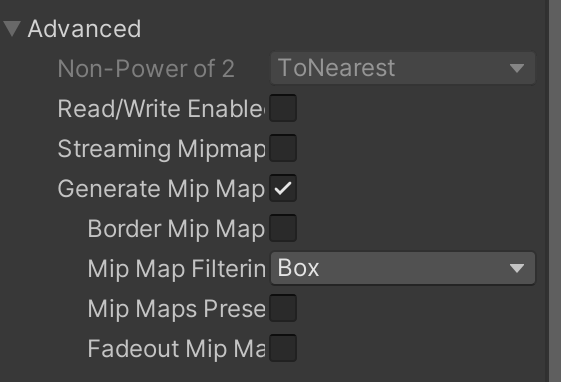 Advanced
Non-Power of 2 ToNearest
Read/Write Enable
Streaming Mipmap
Generate Mip Map
Border Mip Map
Mip Map Filterin Box
Mip Maps Prese
Fadeout Mip Ma